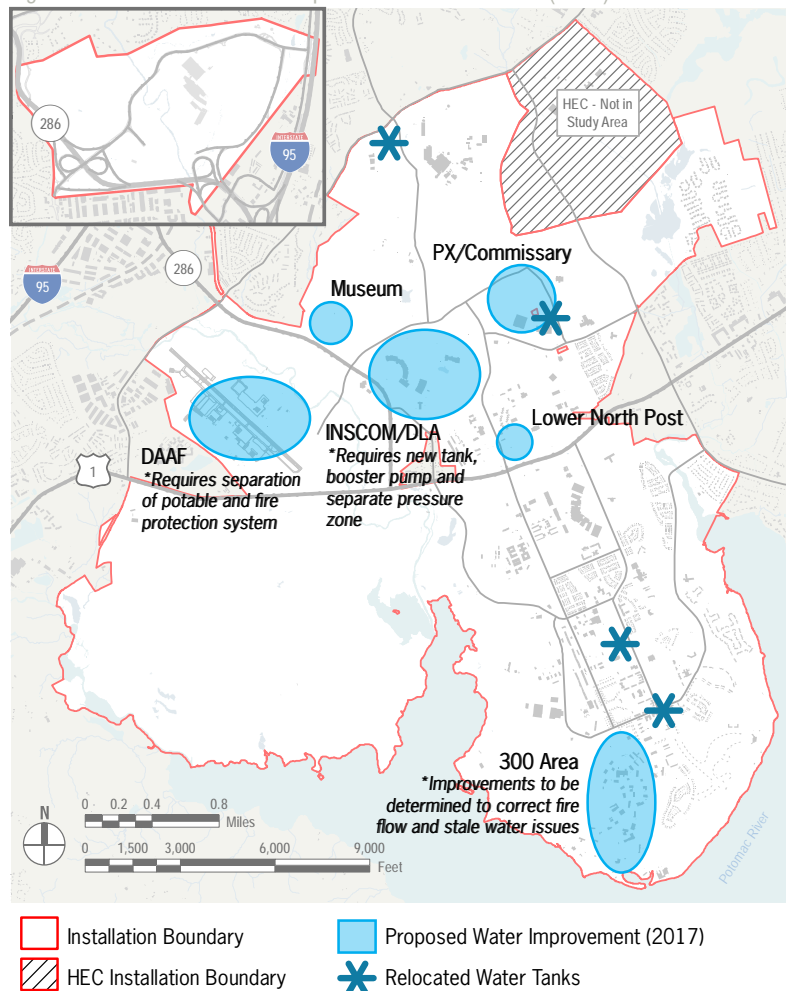 286
INTERSTATE
95
HEC - Not in
Study Area
PX/Commissary
286
INTERSTATE
95
Museum
Lower North Post
INSCOM/DLA
*Requires new tank,
booster pump and
separate pressure
zone
DAAF
*Requires separation
of potable and fire
protection system
1
300 Area
*Improvements to be
determined to correct fire
flow and stale water issues
N
0 0.2 0.4 0.8
Miles
0 1,500 3,000 6,000 9,000
Feet
Potomac River
Installation Boundary
Proposed Water Improvement (2017)
HEC Installation Boundary
Relocated Water Tanks